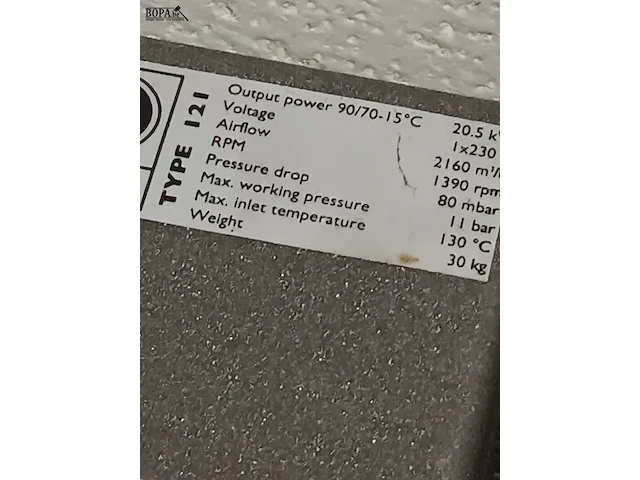 BOPA.be
TYPE 121
Output power 90/70-15°C 20.5 k
Voltage 1x230
Airflow 2160 m³/
RPM 1390 rpm
Pressure drop 80 mbar
Max. working pressure 11 bar
Max. inlet temperature 130 °C
Weight 30 kg